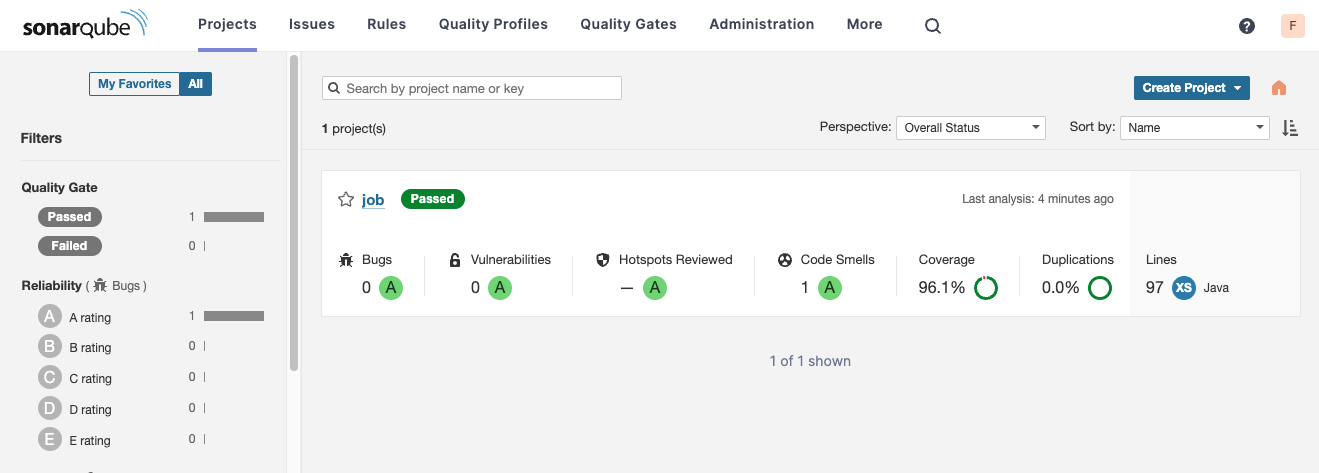 sonarqube Projects Issues Rules Quality Profiles Quality Gates Administration More ? F
My Favorites All
Filters
Quality Gate
Passed 1
Failed 0
Reliability ( Bugs )
A A rating 1
B B rating 0
C C rating 0
D D rating 0
E E rating 0
Search by project name or key
Create Project
1 project(s)
Perspective: Overall Status Sort by: Name
job Passed Last analysis: 4 minutes ago
Bugs Vulnerabilities Hotspots Reviewed Code Smells Coverage Duplications Lines
0 A 0 A — A 1 A 96.1% 0.0% 97 XS Java
1 of 1 shown